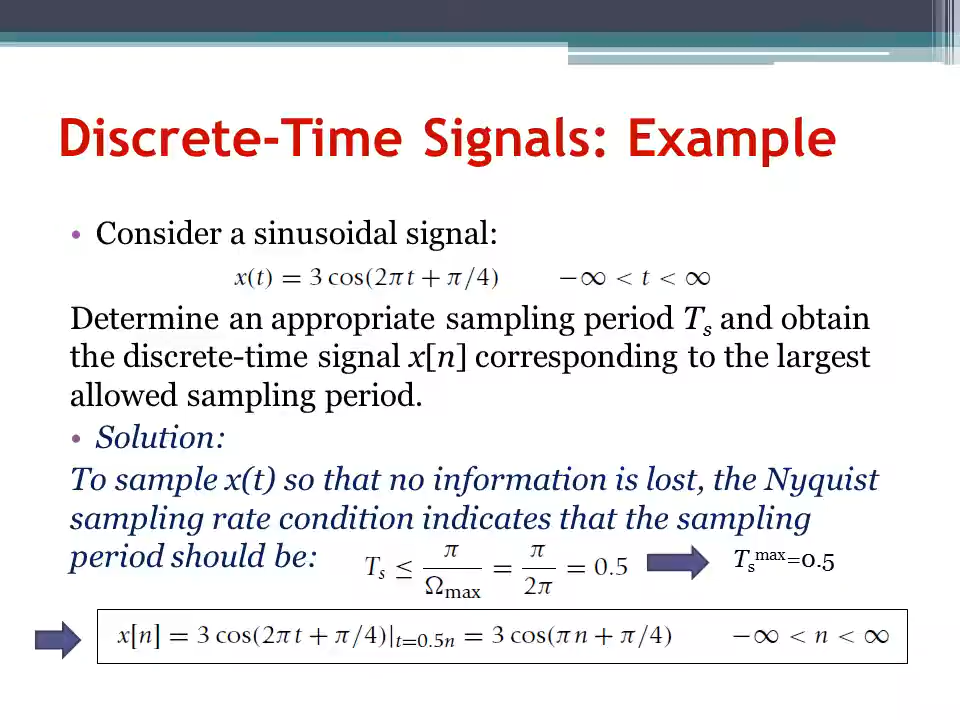 Discrete-Time Signals: Example
• Consider a sinusoidal signal:
x(t) = 3 cos(2πt + π/4) −∞ < t < ∞
Determine an appropriate sampling period Tₛ and obtain
the discrete-time signal x[n] corresponding to the largest
allowed sampling period.
• Solution:
To sample x(t) so that no information is lost, the Nyquist
sampling rate condition indicates that the sampling
period should be: Tₛ ≤ π/Ω_max = π/2π = 0.5 Tₛ^max=0.5
x[n] = 3 cos(2πt + π/4)|_{t=0.5n} = 3 cos(πn + π/4) −∞ < n < ∞